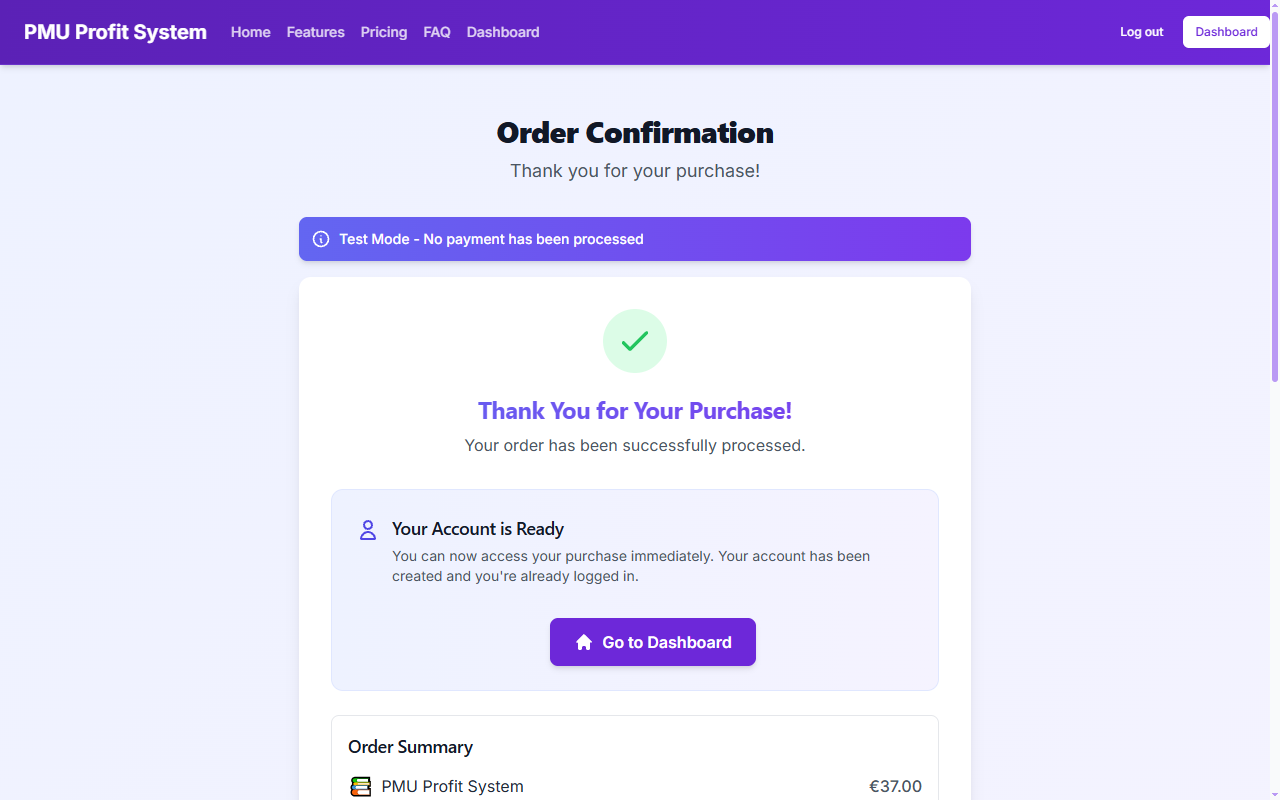 PMU Profit System Home Features Pricing FAQ Dashboard Log out Dashboard
Order Confirmation
Thank you for your purchase!
Test Mode - No payment has been processed
Thank You for Your Purchase!
Your order has been successfully processed.
Your Account is Ready
You can now access your purchase immediately. Your account has been
created and you're already logged in.
Go to Dashboard
Order Summary
PMU Profit System €37.00